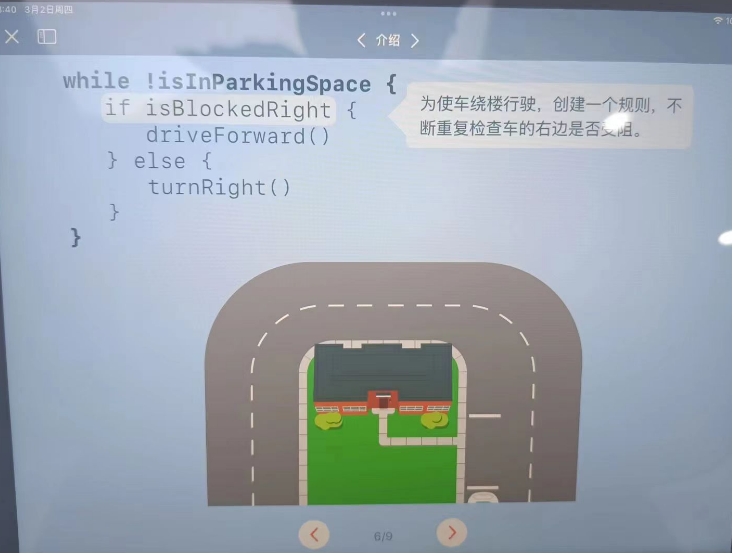 :40 3月2日周四
介绍
while !isInParkingSpace {
if isBlockedRight {
driveForward()
} else {
turnRight()
}
}
为使车绕楼行驶，创建一个规则，不
断重复检查车的右边是否受阻。
6/9